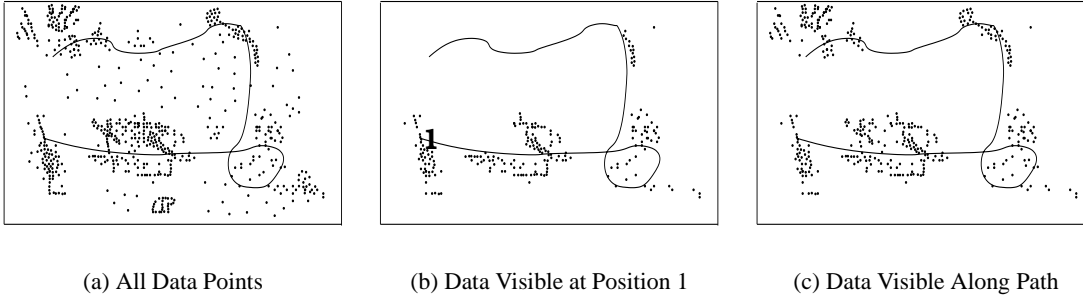 1
(a) All Data Points
(b) Data Visible at Position 1
(c) Data Visible Along Path